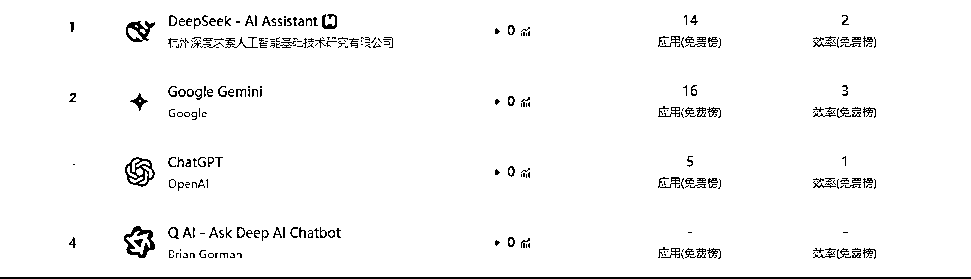 1
DeepSeek - AI Assistant
杭州深度求索人工智能基础技术研究有限公司
0
14
应用(免费榜)
2
效率(免费榜)
2
Google Gemini
Google
0
16
应用(免费榜)
3
效率(免费榜)
-
ChatGPT
OpenAI
0
5
应用(免费榜)
1
效率(免费榜)
4
Q AI - Ask Deep AI Chatbot
Brian Gorman
0
-
应用(免费榜)
-
效率(免费榜)